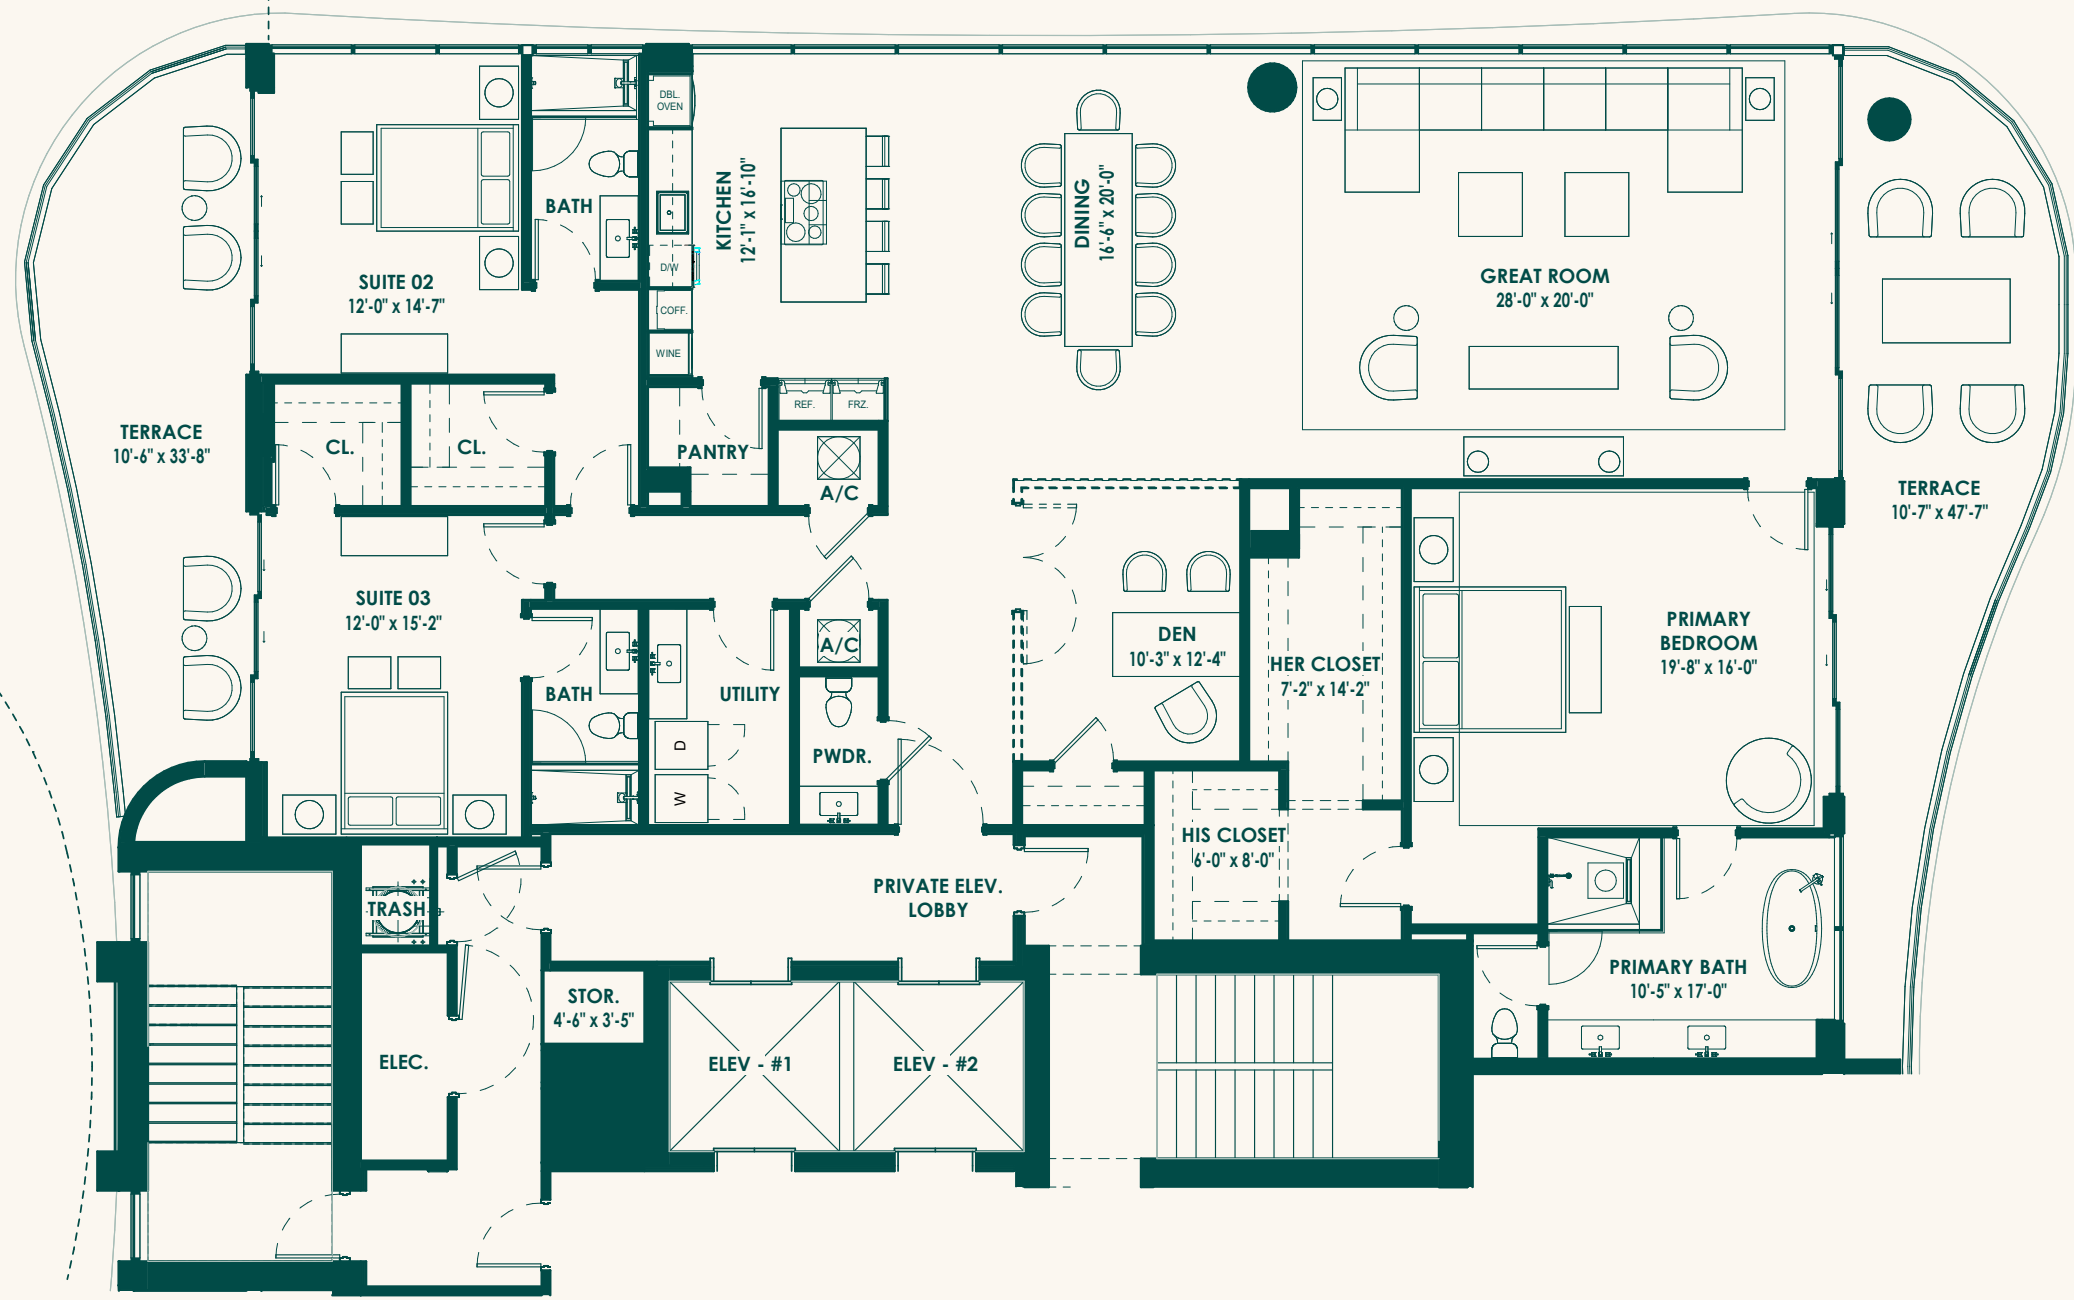 DBL.
OVEN
BATH
KITCHEN
12'-1" x 16'-10"
DINING
16'-6" x 20'-0"
D/W
SUITE 02
12'-0" x 14'-7"
COFF.
WINE
GREAT ROOM
28'-0" x 20'-0"
REF.
FRZ.
TERRACE
10'-6" x 33'-8"
CL.
CL.
PANTRY
A/C
TERRACE
10'-7" x 47'-7"
SUITE 03
12'-0" x 15'-2"
A/C
DEN
10'-3" x 12'-4"
HER CLOSET
7'-2" x 14'-2"
PRIMARY
BEDROOM
19'-8" x 16'-0"
BATH
UTILITY
D
W
PWDR.
HIS CLOSET
6'-0" x 8'-0"
PRIVATE ELEV.
LOBBY
TRASH
PRIMARY BATH
10'-5" x 17'-0"
STOR.
4'-6" x 3'-5"
ELEC.
ELEV - #1
ELEV - #2